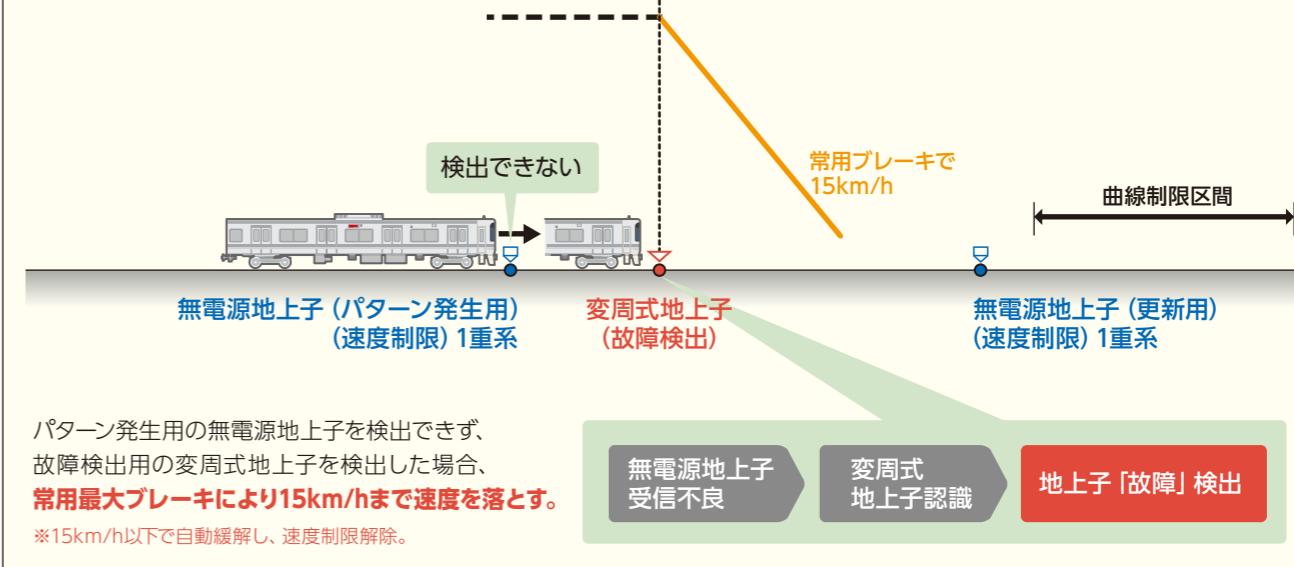 常用ブレーキで
15km/h
検出できない
曲線制限区間
無電源地上子（パターン発生用）
（速度制限）1重系
変周式地上子
（故障検出）
無電源地上子（更新用）
（速度制限）1重系
パターン発生用の無電源地上子を検出できず、
故障検出用の変周式地上子を検出した場合、
常用最大ブレーキにより15km/hまで速度を落とす。
※15km/h以下で自動緩解し、速度制限解除。
無電源地上子
受信不良
変周式
地上子認識
地上子「故障」検出